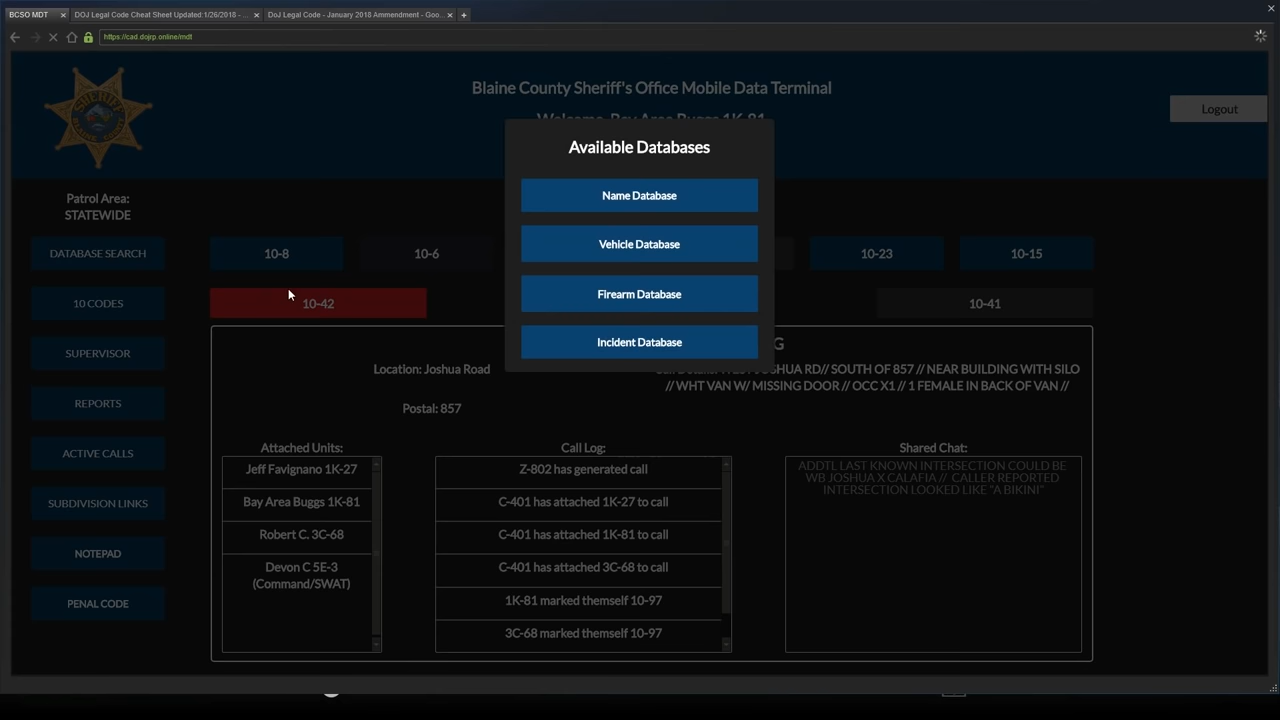 BCSO MDT
DOJ Legal Code Cheat Sheet Updated:1/26/2018 - ...
DoJ Legal Code - January 2018 Ammendment - Goo...
https://cad.dojrp.online/mdt
Blaine County Sheriff's Office Mobile Data Terminal
Welcome, Bay Area Buggs 1K-81
Logout
SHERIFF
Available Databases
Name Database
Vehicle Database
Firearm Database
Incident Database
Patrol Area:
STATEWIDE
DATABASE SEARCH
10 CODES
SUPERVISOR
REPORTS
ACTIVE CALLS
SUBDIVISION LINKS
NOTEPAD
PENAL CODE
10-8
10-6
10-23
10-15
10-42
10-41
G
Location: Joshua Road
JOSHUA RD// SOUTH OF 857 // NEAR BUILDING WITH SILO
// WHT VAN W/ MISSING DOOR // OCC X1 // 1 FEMALE IN BACK OF VAN //
Postal: 857
Attached Units:
Jeff Favignano 1K-27
Bay Area Buggs 1K-81
Robert C. 3C-68
Devon C 5E-3
(Command/SWAT)
Call Log:
Z-802 has generated call
C-401 has attached 1K-27 to call
C-401 has attached 1K-81 to call
C-401 has attached 3C-68 to call
1K-81 marked themself 10-97
3C-68 marked themself 10-97
Shared Chat:
ADDTL LAST KNOWN INTERSECTION COULD BE
WB JOSHUA X CALAFIA // CALLER REPORTED
INTERSECTION LOOKED LIKE "A BIKINI"